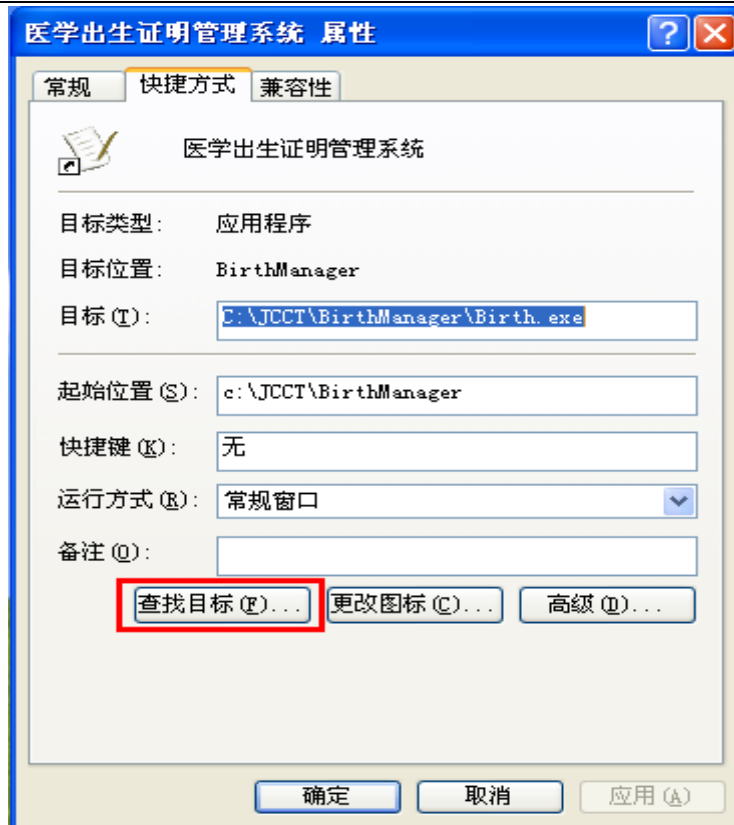 医学出生证明管理系统 属性
常规 快捷方式 兼容性
医学出生证明管理系统
目标类型: 应用程序
目标位置: BirthManager
目标(T): C:\JCCT\BirthManager\Birth.exe
起始位置(S): c:\JCCT\BirthManager
快捷键(K): 无
运行方式(R): 常规窗口
备注(O):
查找目标(F)... 更改图标(C)... 高级(D)...
确定 取消 应用(A)